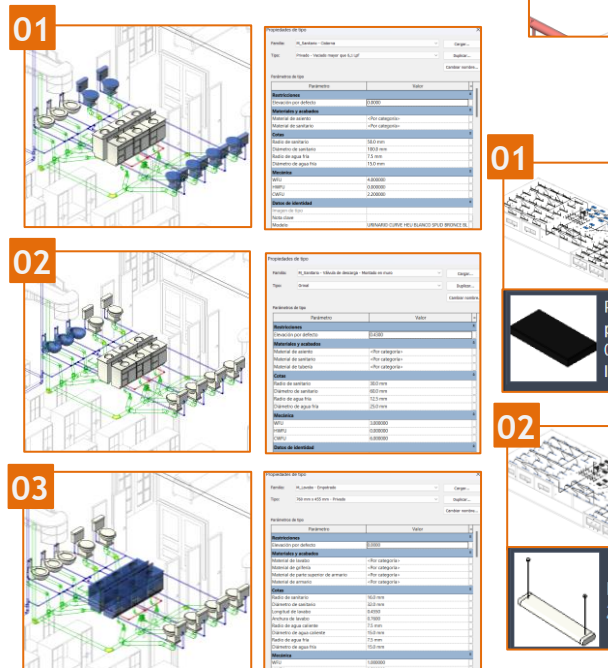 01
Propiedades de tipo
Familia: M_Sanitario - Cisterna Cargar...
Tipo: Privado - Vaciado mayor que 6,1 lpf Duplicar...
Cambiar nombre...
Parámetros de tipo
Parámetro Valor
Restricciones
Elevación por defecto 0.0000
Materiales y acabados
Material de asiento <Por categoría>
Material de sanitario <Por categoría>
Cotas
Radio de sanitario 50.0 mm
Diámetro de sanitario 100.0 mm
Radio de agua fría 7.5 mm
Diámetro de agua fría 15.0 mm
Mecánica
WFU 4.000000
HWFU 0.000000
CWFU 2.200000
Datos de identidad
Imagen de tipo
Nota clave
Modelo URINARIO CURVE HEU BLANCO SPUD BRONCE
02
Propiedades de tipo
Familia: M_Sanitario - Válvula de descarga - Montado en muro Cargar...
Tipo: Duplicar...
Cambiar nombre...
Parámetros de tipo
Parámetro Valor
Restricciones
Elevación por defecto 0.4300
Materiales y acabados
Material de asiento <Por categoría>
Material de sanitario <Por categoría>
Material de tubería <Por categoría>
Cotas
Radio de sanitario
Diámetro de sanitario
Radio de agua fría 12.5 mm
Diámetro de agua fría 25.0 mm
Mecánica
WFU 3.000000
HWFU 0.000000
CWFU 6.000000
Datos de identidad
03
Propiedades de tipo
Familia: M_Lavabo - Empotrado Cargar...
Tipo: 760 mm x 455 mm - Privado Duplicar...
Cambiar nombre...
Parámetros de tipo
Parámetro Valor
Restricciones
Elevación por defecto 0.0000
Materiales y acabados
Material de lavabo <Por categoría>
Material de grifería <Por categoría>
Material de parte superior de armario <Por categoría>
Material de armario <Por categoría>
Cotas
Radio de sanitario 16.0 mm
Diámetro de sanitario 32.0 mm
Longitud de lavabo 0.4550
Anchura de lavabo 0.7600
Radio de agua caliente 7.5 mm
Diámetro de agua caliente 15.0 mm
Radio de agua fría 7.5 mm
Diámetro de agua fría 15.0 mm
Mecánica
WFU 1.000000
01
02